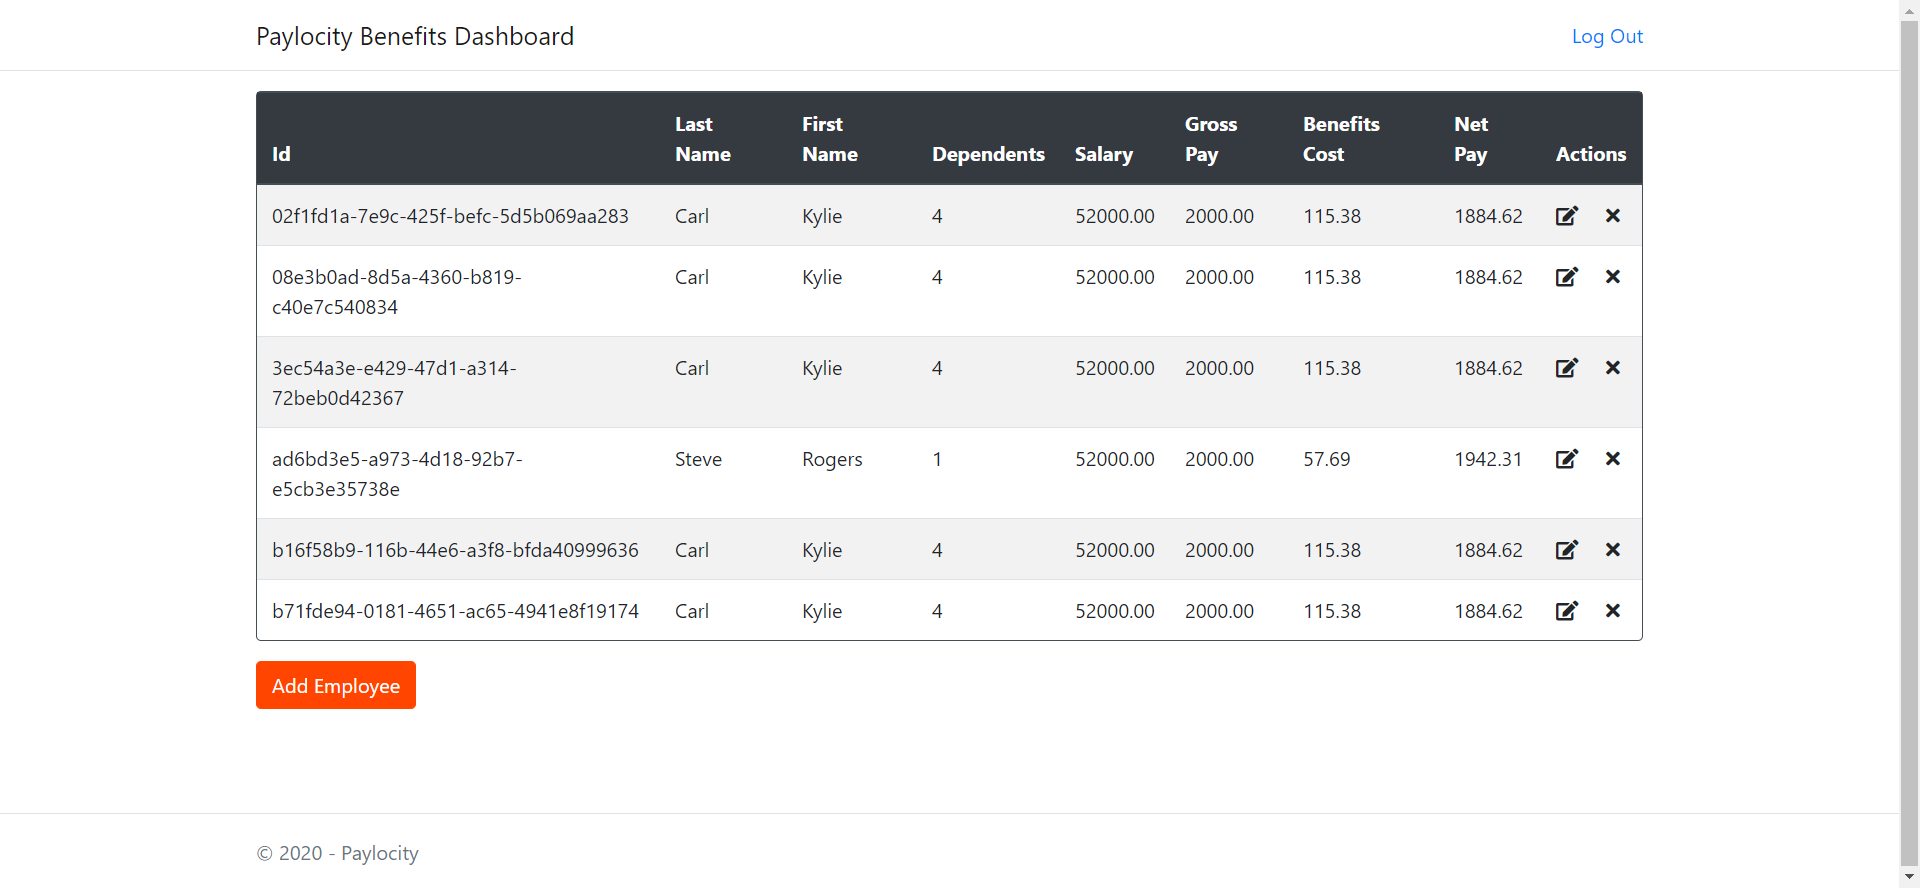 Paylocity Benefits Dashboard Log Out
Id Last Name First Name Dependents Salary Gross Pay Benefits Cost Net Pay Actions
02f1fd1a-7e9c-425f-befc-5d5b069aa283 Carl Kylie 4 52000.00 2000.00 115.38 1884.62
08e3b0ad-8d5a-4360-b819- Carl Kylie 4 52000.00 2000.00 115.38 1884.62
c40e7c540834
3ec54a3e-e429-47d1-a314- Carl Kylie 4 52000.00 2000.00 115.38 1884.62
72beb0d42367
ad6bd3e5-a973-4d18-92b7- Steve Rogers 1 52000.00 2000.00 57.69 1942.31
e5cb3e35738e
b16f58b9-116b-44e6-a3f8-bfda40999636 Carl Kylie 4 52000.00 2000.00 115.38 1884.62
b71fde94-0181-4651-ac65-4941e8f19174 Carl Kylie 4 52000.00 2000.00 115.38 1884.62
Add Employee
© 2020 - Paylocity